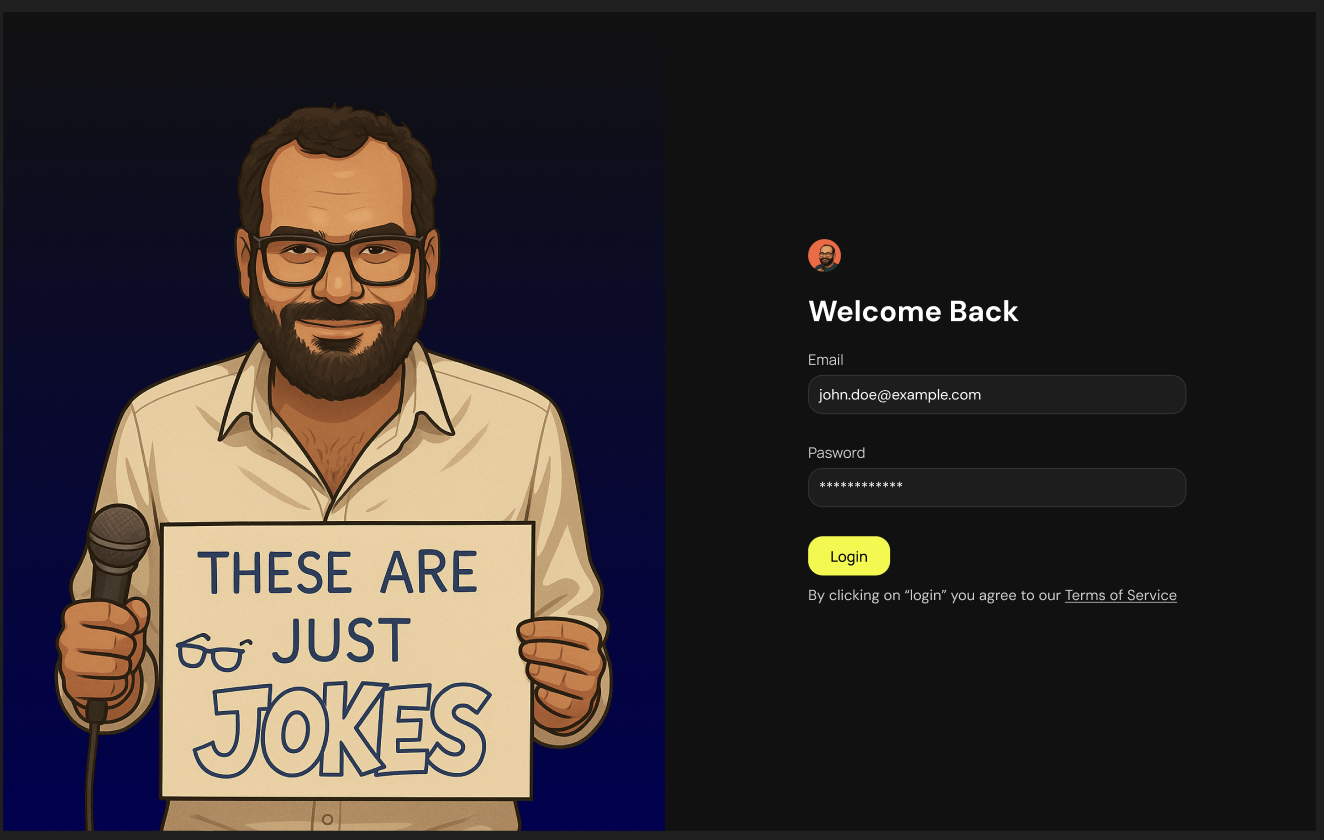 THESE ARE
JUST
JOKES
Welcome Back
Email
john.doe@example.com
Pasword
************
Login
By clicking on “login” you agree to our Terms of Service